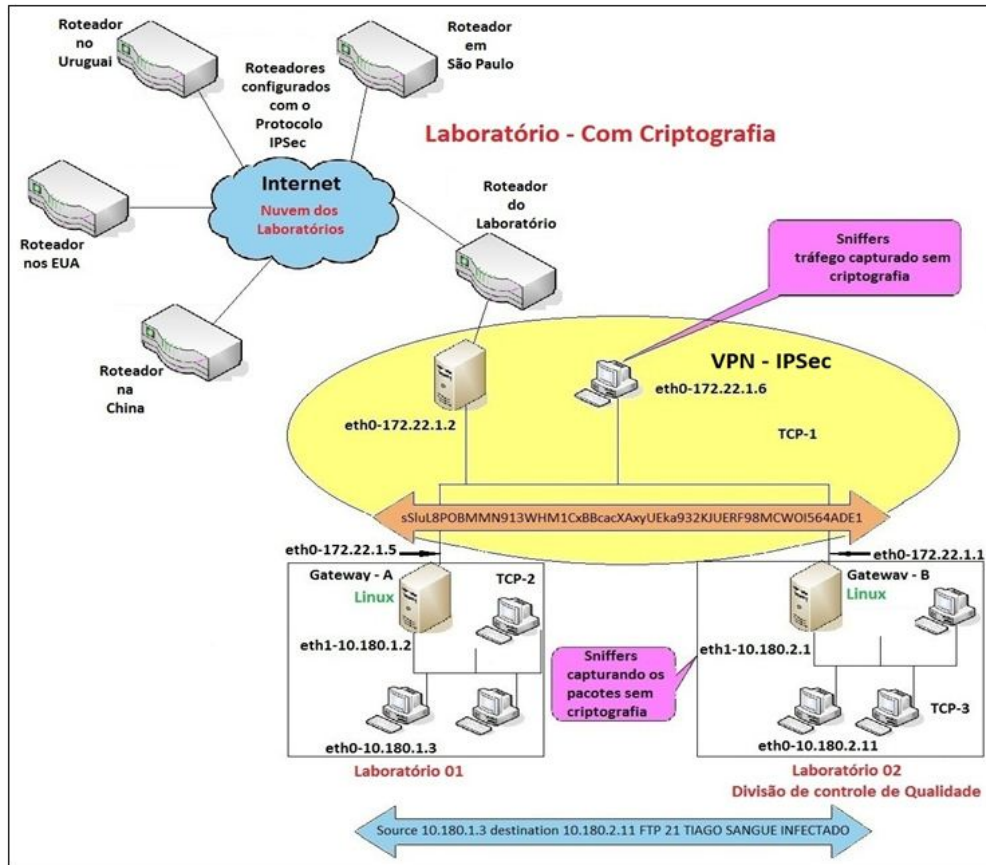 Roteador
no
Uruguai
Roteadores
configurados
com o
Protocolo
IPSec
Roteador
em
São Paulo
Laboratório - Com Criptografia
Internet
Nuvem dos
Laboratórios
Roteador
do
Laboratório
Roteador
nos EUA
Roteador
na
China
Sniffers
tráfego capturado sem
criptografia
VPN - IPSec
eth0-172.22.1.6
eth0-172.22.1.2
TCP-1
sSluL8POBMMN913WHM1CxBBcacXAxyUEka932KJUERF98MCWOI564ADE1
eth0-172.22.1.5
eth0-172.22.1.1
Gateway - A
Linux
TCP-2
eth1-10.180.1.2
eth0-10.180.1.3
Laboratório 01
Sniffers
capturando os
pacotes sem
criptografia
Gateway - B
Linux
eth1-10.180.2.1
TCP-3
eth0-10.180.2.11
Laboratório 02
Divisão de controle de Qualidade
Source 10.180.1.3 destination 10.180.2.11 FTP 21 TIAGO SANGUE INFECTADO